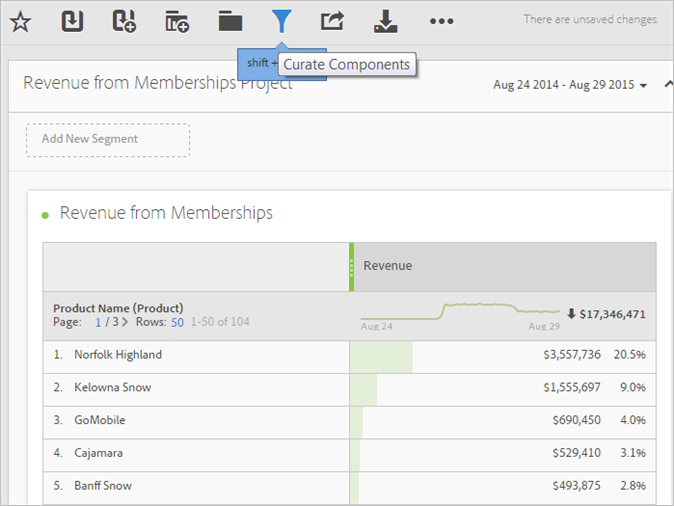 There are unsaved changes.
shift +
Curate Components
Revenue from Memberships Project
Aug 24 2014 - Aug 29 2015
Add New Segment
Revenue from Memberships
Revenue
Product Name (Product)
Page: 1 / 3 > Rows: 50 1-50 of 104
Aug 24 Aug 29
$17,346,471
1. Norfolk Highland $3,557,736 20.5%
2. Kelowna Snow $1,555,697 9.0%
3. GoMobile $690,450 4.0%
4. Cajamara $529,410 3.1%
5. Banff Snow $493,875 2.8%